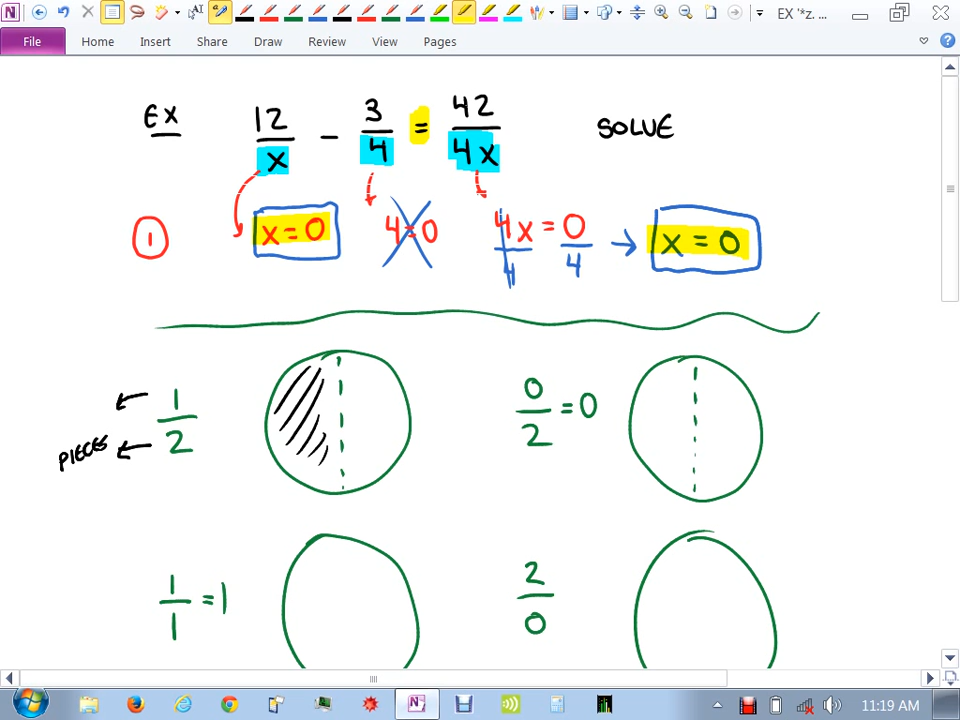 EX '*z. ...
File Home Insert Share Draw Review View Pages
EX 12/x - 3/4 = 42/4x SOLVE
1 x=0 4=0 4x/4 = 0/4 → x = 0
1/2 0/2 = 0
PIECES
1/1 = 1 2/0
11:19 AM